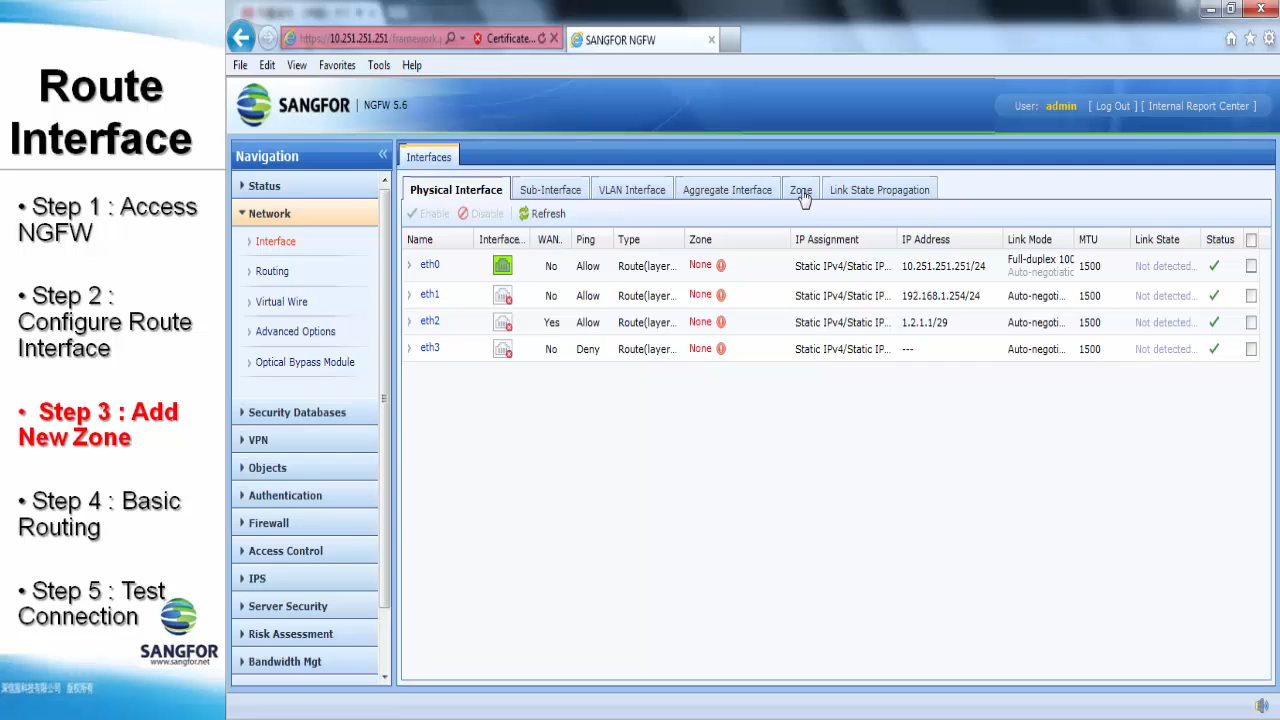 Route
Interface
• Step 1 : Access
NGFW
• Step 2 :
Configure Route
Interface
• Step 3 : Add
New Zone
• Step 4 : Basic
Routing
• Step 5 : Test
Connection
SANGFOR
www.sangfor.net
https://10.251.251.251/framework. Certificate...
SANGFOR NGFW
File Edit View Favorites Tools Help
SANGFOR NGFW 5.6
User: admin [ Log Out ] [ Internal Report Center ]
Navigation
Status
Network
Interface
Routing
Virtual Wire
Advanced Options
Optical Bypass Module
Security Databases
VPN
Objects
Authentication
Firewall
Access Control
IPS
Server Security
Risk Assessment
Bandwidth Mgt
Interfaces
Physical Interface Sub-Interface VLAN Interface Aggregate Interface Zone Link State Propagation
Enable Disable Refresh
Name Interface... WAN.. Ping Type Zone IP Assignment IP Address Link Mode MTU Link State Status
eth0 No Allow Route(layer... None Static IPv4/Static IP... 10.251.251.251/24 Full-duplex 100 Auto-negotiatic 1500 Not detected... 
eth1 No Allow Route(layer... None Static IPv4/Static IP... 192.168.1.254/24 Auto-negoti... 1500 Not detected...
eth2 Yes Allow Route(layer... None Static IPv4/Static IP... 1.2.1.1/29 Auto-negoti... 1500 Not detected...
eth3 No Deny Route(layer... None Static IPv4/Static IP... --- Auto-negoti... 1500 Not detected...